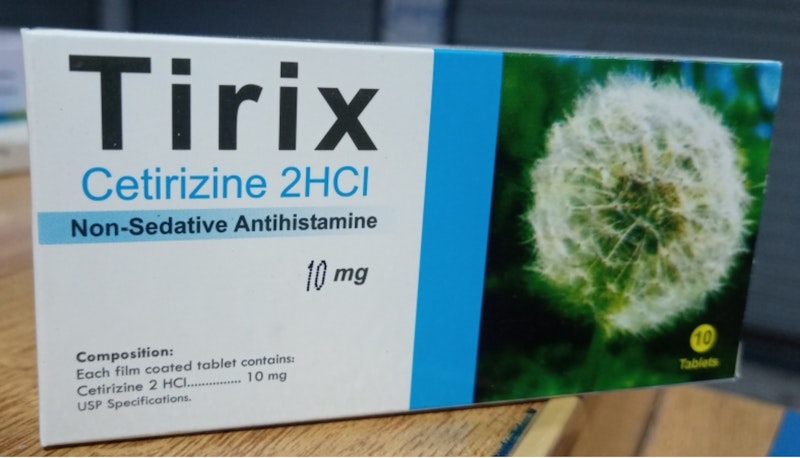 Tirix
Cetirizine 2HCl
Non-Sedative Antihistamine
10 mg
Composition:
Each film coated tablet contains:
Cetirizine 2 HCl............... 10 mg
USP Specifications.
10
Tablets